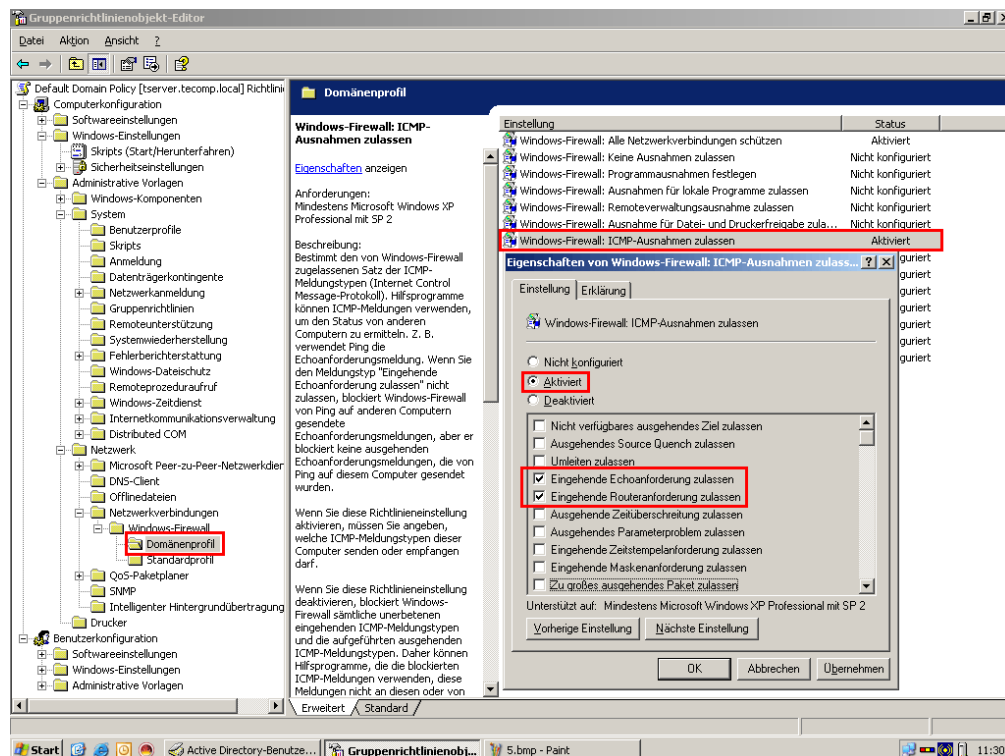 Gruppenrichtlinienobjekt-Editor
Datei Aktion Ansicht ?
Default Domain Policy [tserver.tecomp.local] Richtlini
Computerkonfiguration
Softwareeinstellungen
Windows-Einstellungen
Skripts (Start/Herunterfahren)
Sicherheitseinstellungen
Administrative Vorlagen
Windows-Komponenten
System
Benutzerprofile
Skripts
Anmeldung
Datenträgerkontingente
Netzwerkanmeldung
Gruppenrichtlinien
Remoteunterstützung
Systemwiederherstellung
Fehlerberichterstattung
Windows-Dateischutz
Remoteprozeduraufruf
Windows-Zeitdienst
Internetkommunikationsverwaltung
Distributed COM
Netzwerk
Microsoft Peer-zu-Peer-Netzwerkdien
DNS-Client
Offlinedateien
Netzwerkverbindungen
Windows-Firewall
Domänenprofil
Standardprofil
QoS-Paketplaner
SNMP
Intelligenter Hintergrundübertragung
Drucker
Benutzerkonfiguration
Softwareeinstellungen
Windows-Einstellungen
Administrative Vorlagen
Domänenprofil
Windows-Firewall: ICMP-
Ausnahmen zulassen
Eigenschaften anzeigen
Anforderungen:
Mindestens Microsoft Windows XP
Professional mit SP 2
Beschreibung:
Bestimmt den von Windows-Firewall
zugelassenen Satz der ICMP-
Meldungstypen (Internet Control
Message-Protokoll). Hilfsprogramme
können ICMP-Meldungen verwenden,
um den Status von anderen
Computern zu ermitteln. Z. B.
verwendet Ping die
Echoanforderungsmeldung. Wenn Sie
den Meldungstyp "Eingehende
Echoanforderung zulassen" nicht
zulassen, blockiert Windows-Firewall
von Ping auf anderen Computern
gesendete
Echoanforderungsmeldungen, aber er
blockiert keine ausgehenden
Echoanforderungsmeldungen, die von
Ping auf diesem Computer gesendet
wurden.
Wenn Sie diese Richtlinieneinstellung
aktivieren, müssen Sie angeben,
welche ICMP-Meldungstypen dieser
Computer senden oder empfangen
darf.
Wenn Sie diese Richtlinieneinstellung
deaktivieren, blockiert Windows-
Firewall sämtliche unerbetenen
eingehenden ICMP-Meldungstypen
und die aufgeführten ausgehenden
ICMP-Meldungstypen. Daher können
Hilfsprogramme, die die blockierten
ICMP-Meldungen verwenden, diese
Meldungen nicht an diesen oder von
Einstellung Status
Windows-Firewall: Alle Netzwerkverbindungen schützen Aktiviert
Windows-Firewall: Keine Ausnahmen zulassen Nicht konfiguriert
Windows-Firewall: Programmausnahmen festlegen Nicht konfiguriert
Windows-Firewall: Ausnahmen für lokale Programme zulassen Nicht konfiguriert
Windows-Firewall: Remoteverwaltungsausnahme zulassen Nicht konfiguriert
Windows-Firewall: Ausnahme für Datei- und Druckerfreigabe zula... Nicht konfiguriert
Windows-Firewall: ICMP-Ausnahmen zulassen Aktiviert
guriert
guriert
guriert
guriert
guriert
guriert
guriert
Eigenschaften von Windows-Firewall: ICMP-Ausnahmen zulass...
Einstellung Erklärung
Windows-Firewall: ICMP-Ausnahmen zulassen
Nicht konfiguriert
Aktiviert
Deaktiviert
Nicht verfügbares ausgehendes Ziel zulassen
Ausgehendes Source Quench zulassen
Umleiten zulassen
Eingehende Echoanforderung zulassen
Eingehende Routeranforderung zulassen
Ausgehende Zeitüberschreitung zulassen
Ausgehendes Parameterproblem zulassen
Eingehende Zeitstempelanforderung zulassen
Eingehende Maskenanforderung zulassen
Zu großes ausgehendes Paket zulassen
Unterstützt auf: Mindestens Microsoft Windows XP Professional mit SP 2
Vorherige Einstellung Nächste Einstellung
OK Abbrechen Übernehmen
Erweitert Standard
Start Active Directory-Benutze... Gruppenrichtlinienobj... 5.bmp - Paint 11:30